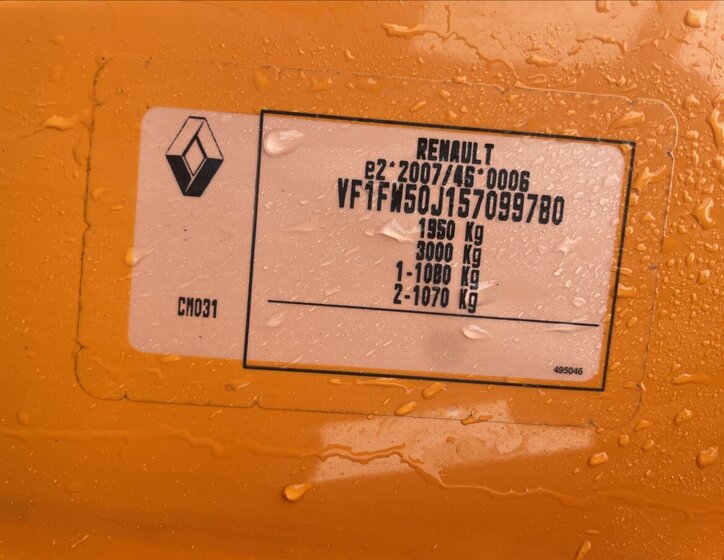 RENAULT
e2*2007/46*0006
VF1FW50J157099780
1950 Kg
3000 Kg
1-1080 Kg
2-1070 Kg
CM031
495046